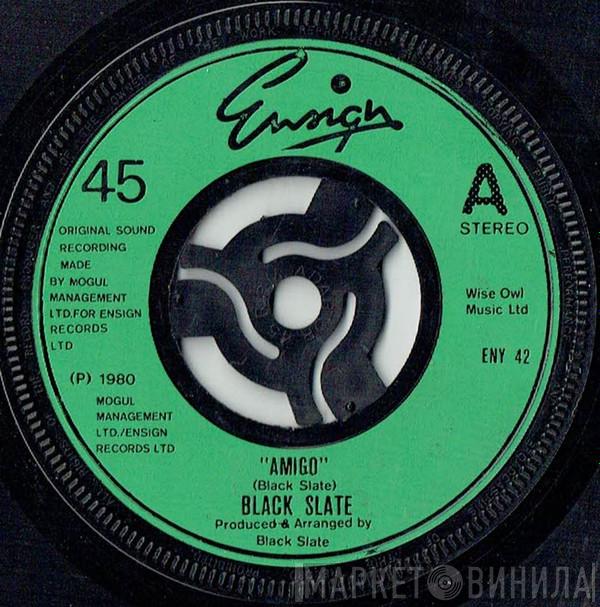 Ensign
45
A
STEREO
ORIGINAL SOUND
RECORDING
MADE
BY MOGUL
MANAGEMENT
LTD.FOR ENSIGN
RECORDS
LTD
(P) 1980
MOGUL
MANAGEMENT
LTD./ENSIGN
RECORDS LTD
Wise Owl
Music Ltd
ENY 42
"AMIGO"
(Black Slate)
BLACK SLATE
Produced & Arranged by
Black Slate
МАРКЕТ ВИНИЛА